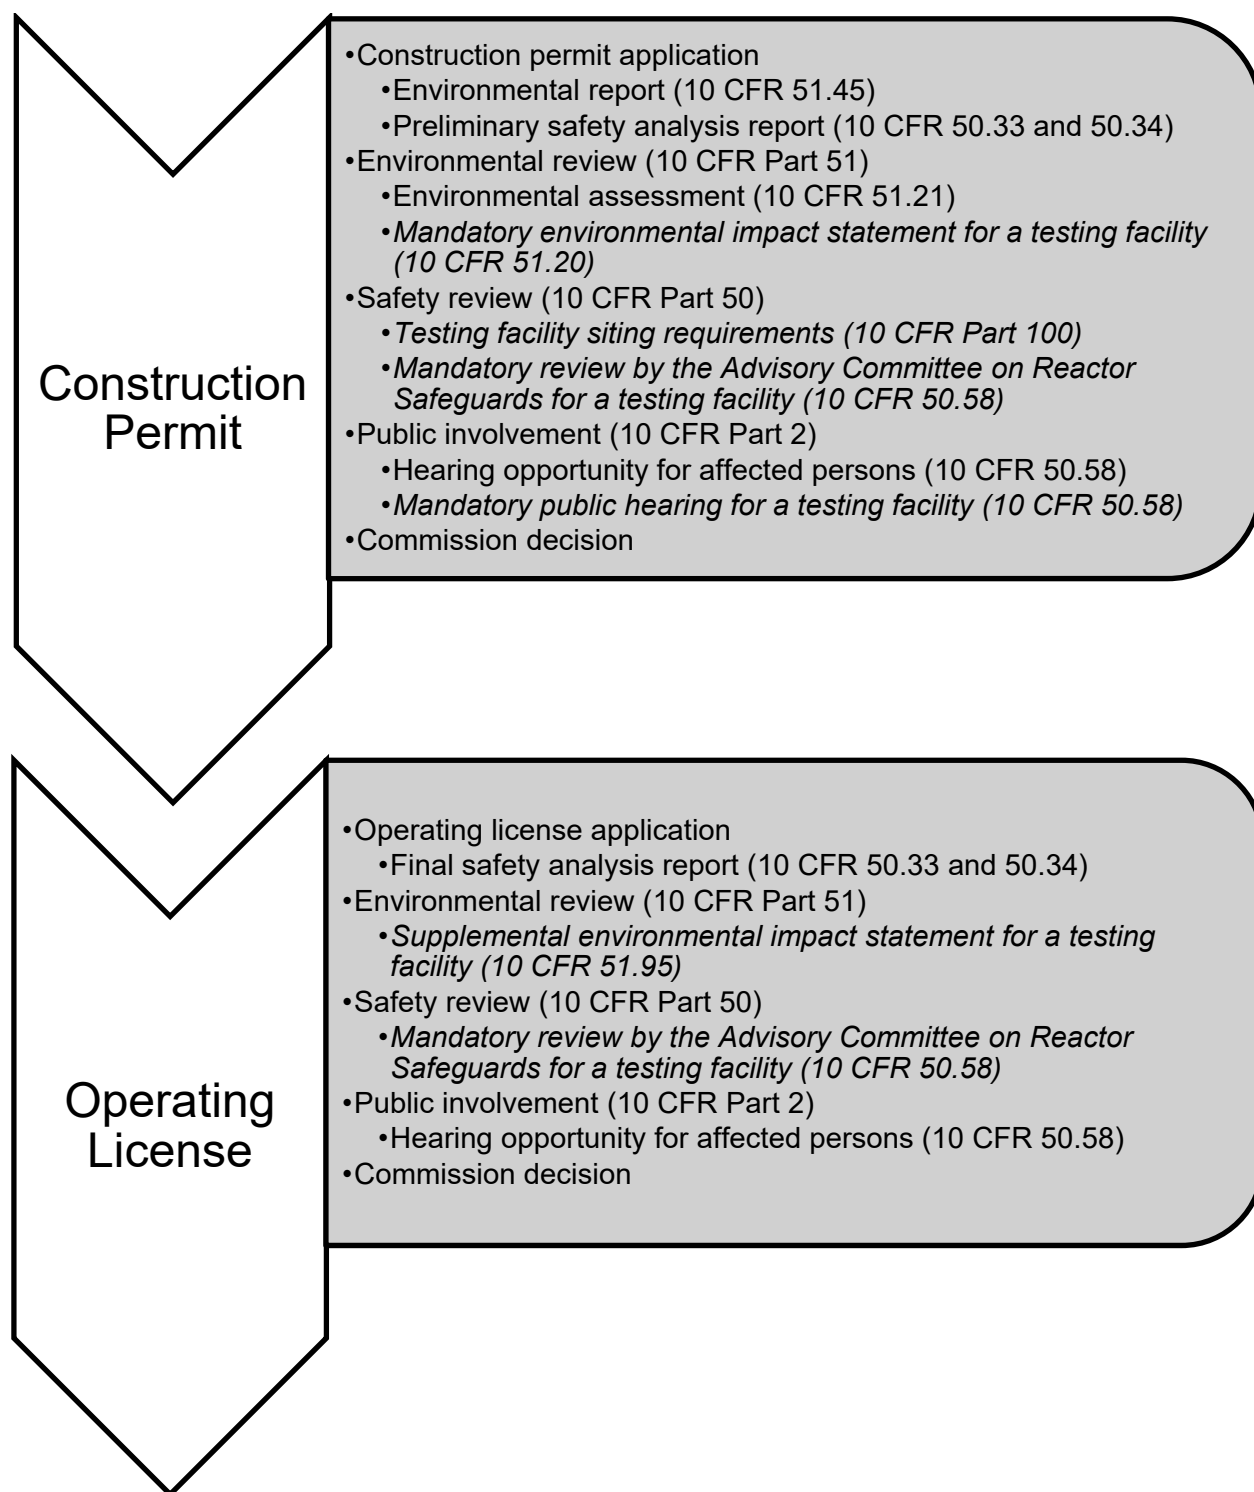 Construction
Permit
•Construction permit application
•Environmental report (10 CFR 51.45)
•Preliminary safety analysis report (10 CFR 50.33 and 50.34)
•Environmental review (10 CFR Part 51)
•Environmental assessment (10 CFR 51.21)
•Mandatory environmental impact statement for a testing facility
(10 CFR 51.20)
•Safety review (10 CFR Part 50)
•Testing facility siting requirements (10 CFR Part 100)
•Mandatory review by the Advisory Committee on Reactor
Safeguards for a testing facility (10 CFR 50.58)
•Public involvement (10 CFR Part 2)
•Hearing opportunity for affected persons (10 CFR 50.58)
•Mandatory public hearing for a testing facility (10 CFR 50.58)
•Commission decision
Operating
License
•Operating license application
•Final safety analysis report (10 CFR 50.33 and 50.34)
•Environmental review (10 CFR Part 51)
•Supplemental environmental impact statement for a testing
facility (10 CFR 51.95)
•Safety review (10 CFR Part 50)
•Mandatory review by the Advisory Committee on Reactor
Safeguards for a testing facility (10 CFR 50.58)
•Public involvement (10 CFR Part 2)
•Hearing opportunity for affected persons (10 CFR 50.58)
•Commission decision